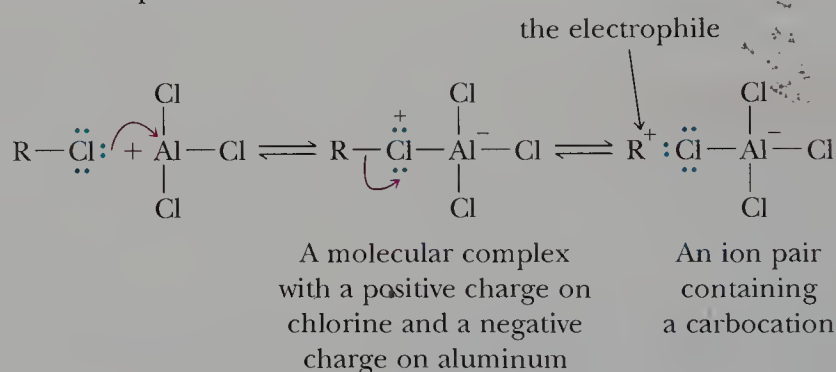 the electrophile
Cl Cl Cl
+ + − + −
R—Cl: + Al—Cl ⇌ R—Cl—Al—Cl ⇌ R :Cl—Al—Cl
Cl Cl Cl
A molecular complex
with a positive charge on
chlorine and a negative
charge on aluminum
An ion pair
containing
a carbocation